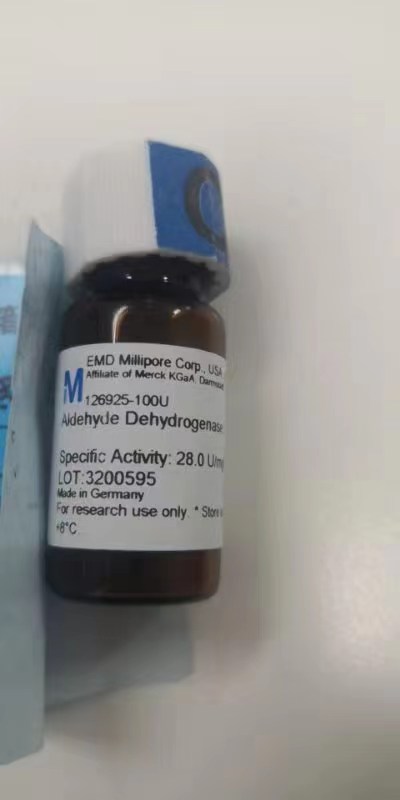 EMD Millipore Corp., USA
Affiliate of Merck KGaA, Darmstadt
M
126925-100U
Aldehyde Dehydrogenase
Specific Activity: 28.0 U/mg
LOT:3200595
Made in Germany
For research use only. * Store
+8°C